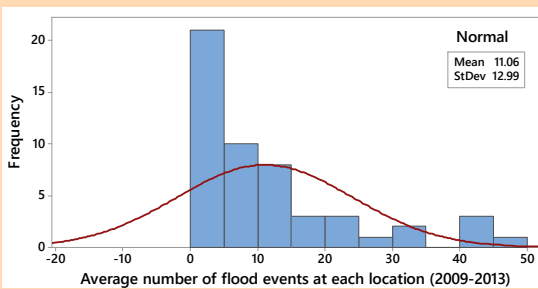 Normal
Mean 11.06
StDev 12.99
Frequency
20
15
10
5
0
-20 -10 0 10 20 30 40 50
Average number of flood events at each location (2009-2013)